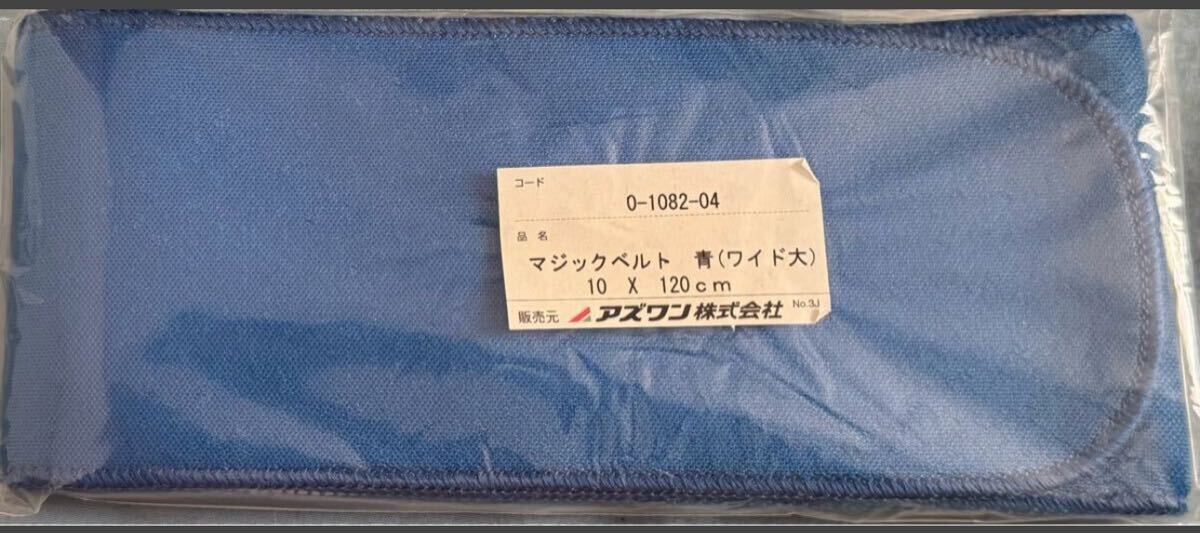 コード
0-1082-04
品 名
マジックベルト 青(ワイド大)
10 X 120cm
販売元 アズワン株式会社 No.3J